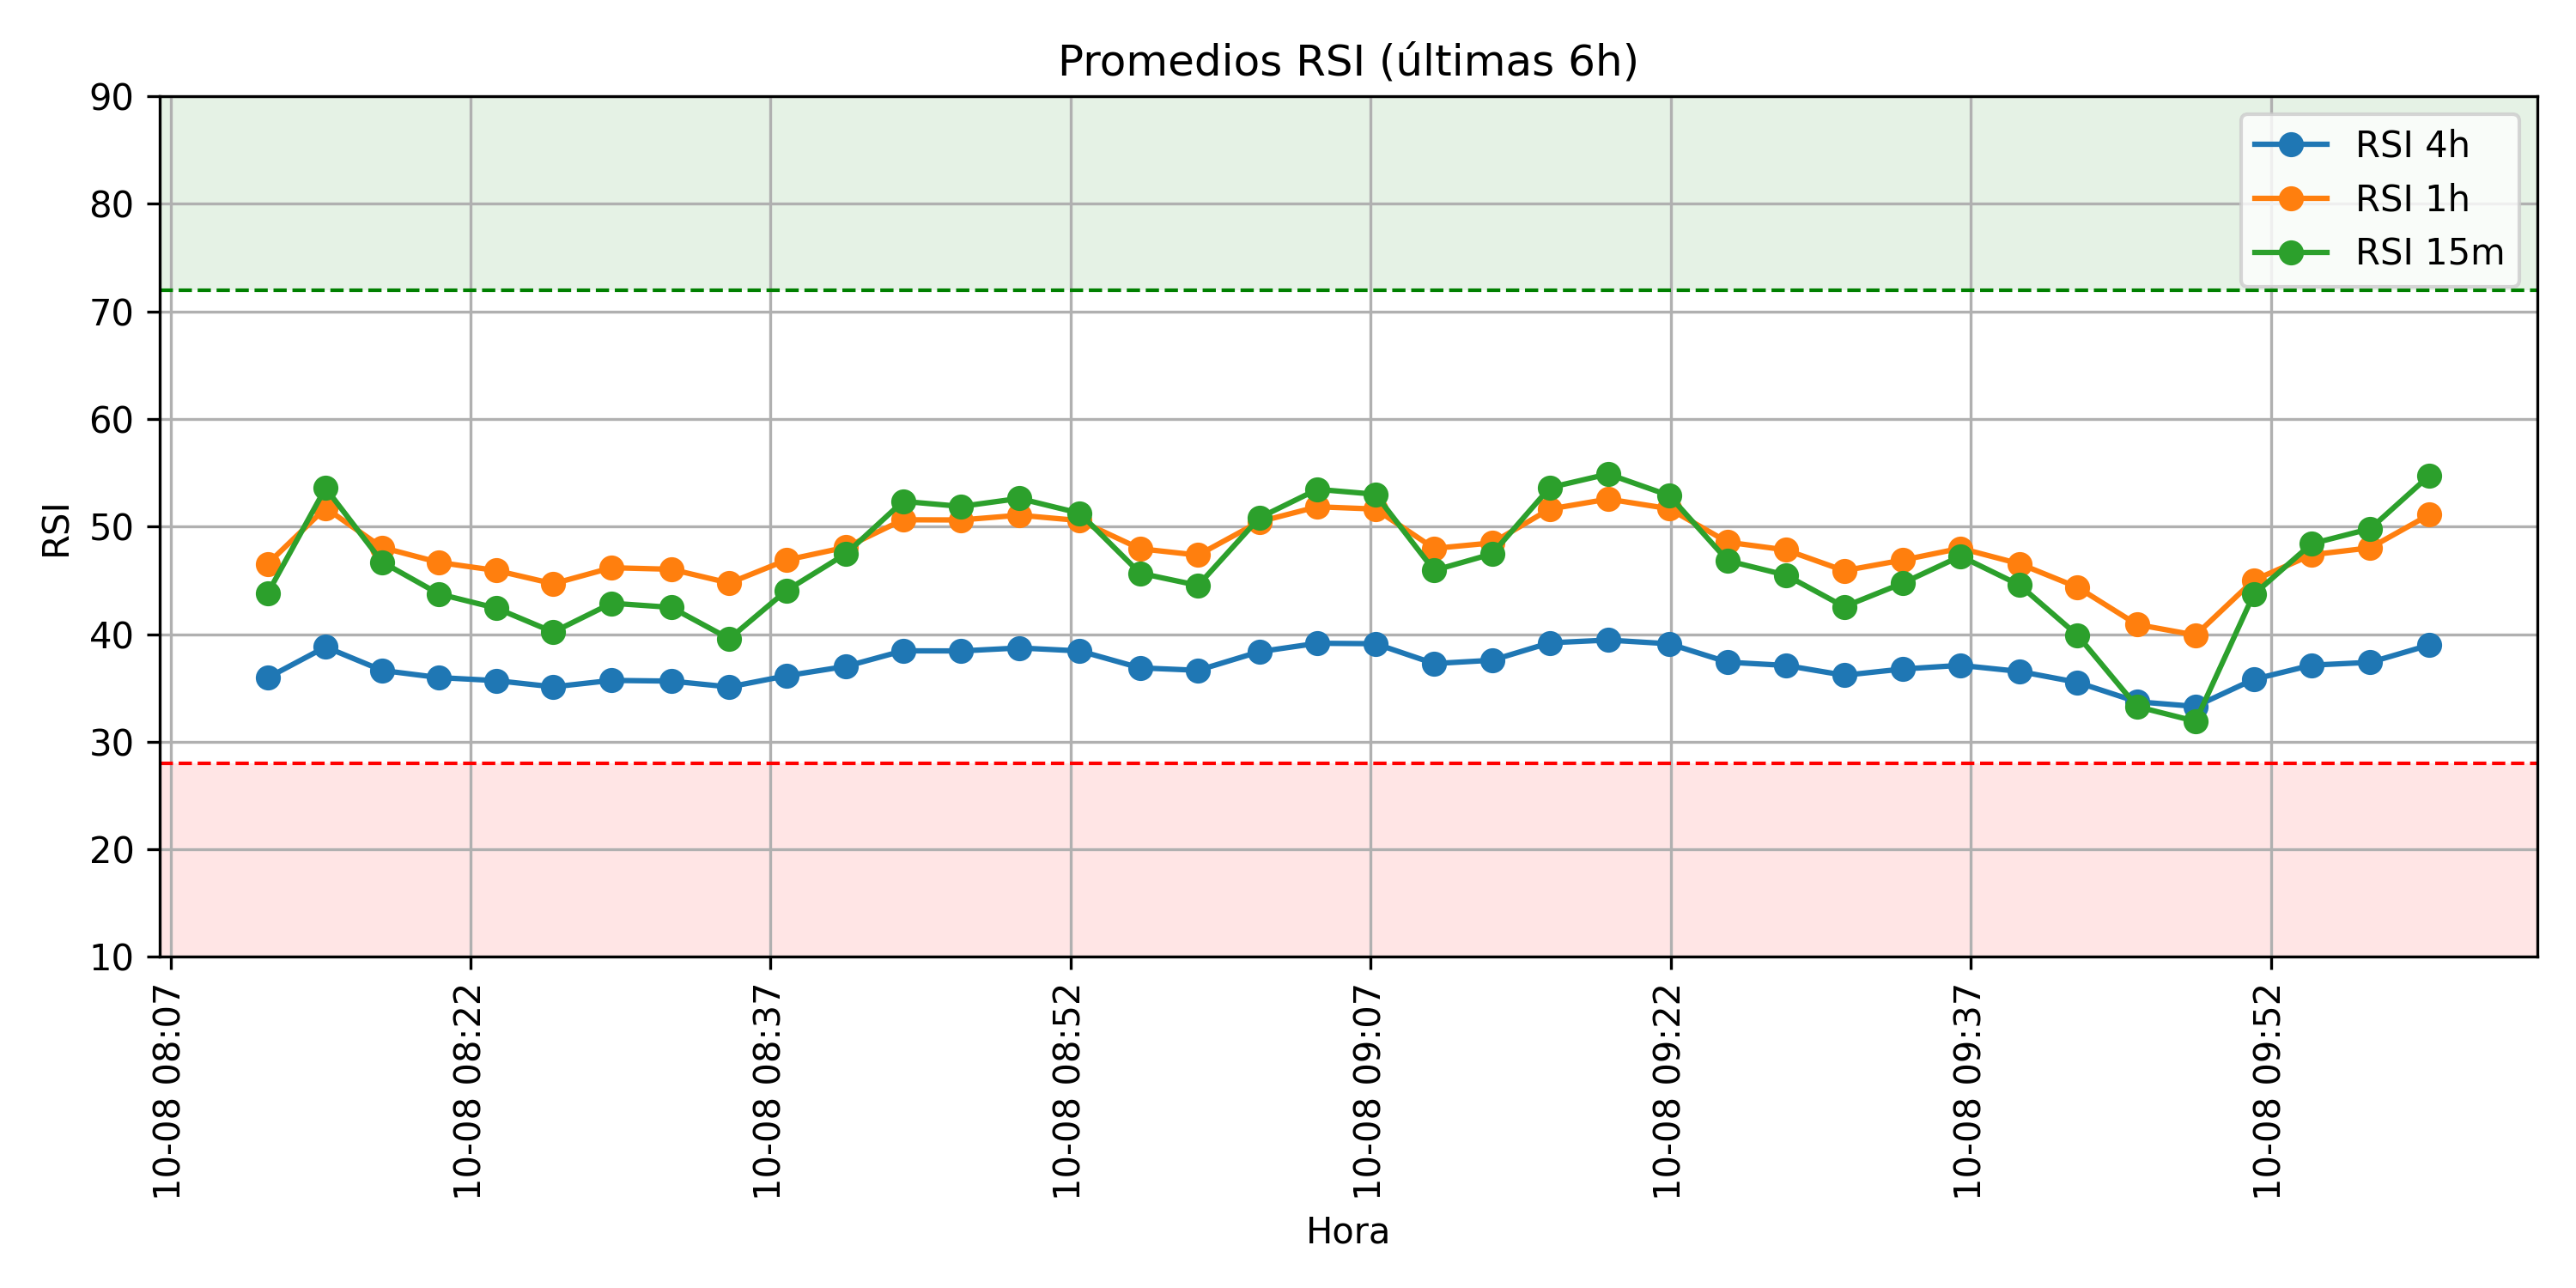 Promedios RSI (últimas 6h)
RSI 4h
RSI 1h
RSI 15m
RSI
90
80
70
60
50
40
30
20
10
10-08 08:07
10-08 08:22
10-08 08:37
10-08 08:52
10-08 09:07
10-08 09:22
10-08 09:37
10-08 09:52
Hora